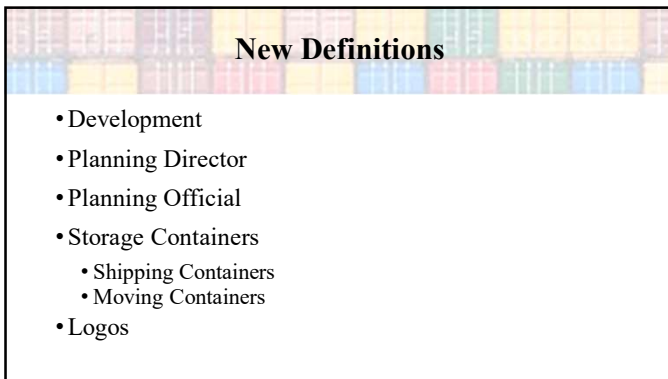 New Definitions
• Development
• Planning Director
• Planning Official
• Storage Containers
• Shipping Containers
• Moving Containers
• Logos